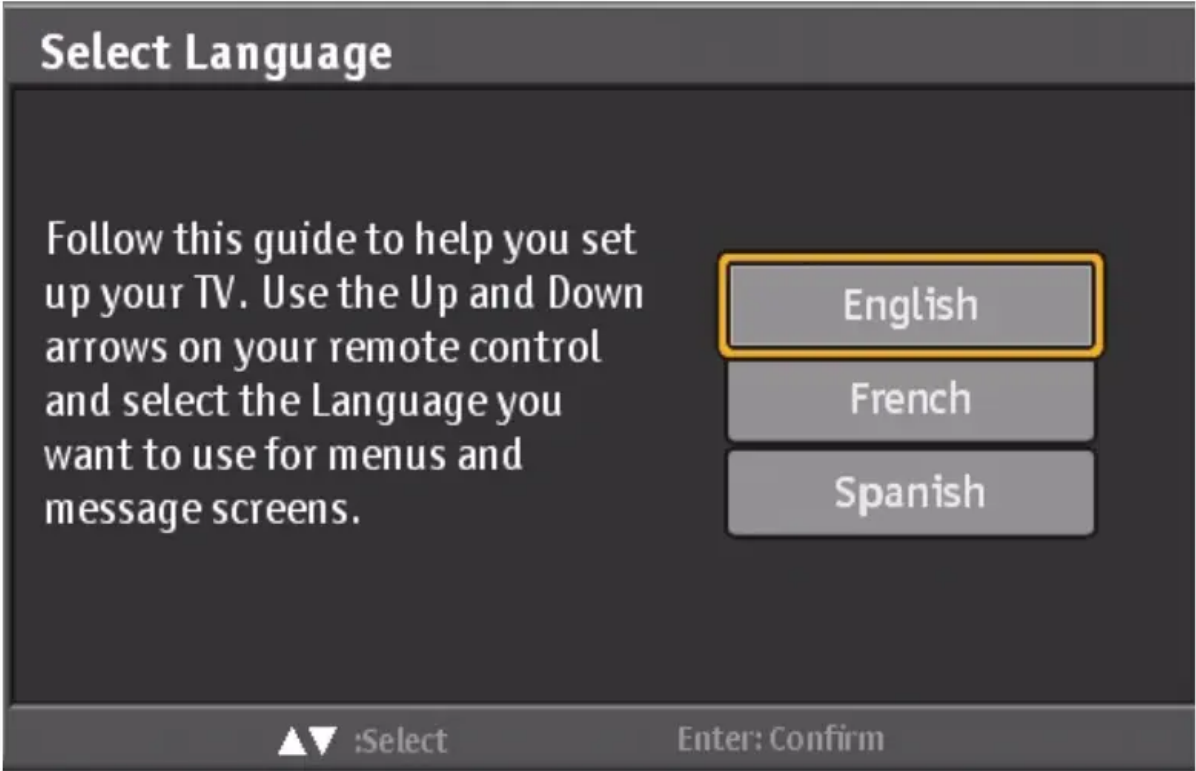 Select Language
Follow this guide to help you set
up your TV. Use the Up and Down
arrows on your remote control
and select the Language you
want to use for menus and
message screens.
English
French
Spanish
▲▼ :Select Enter: Confirm